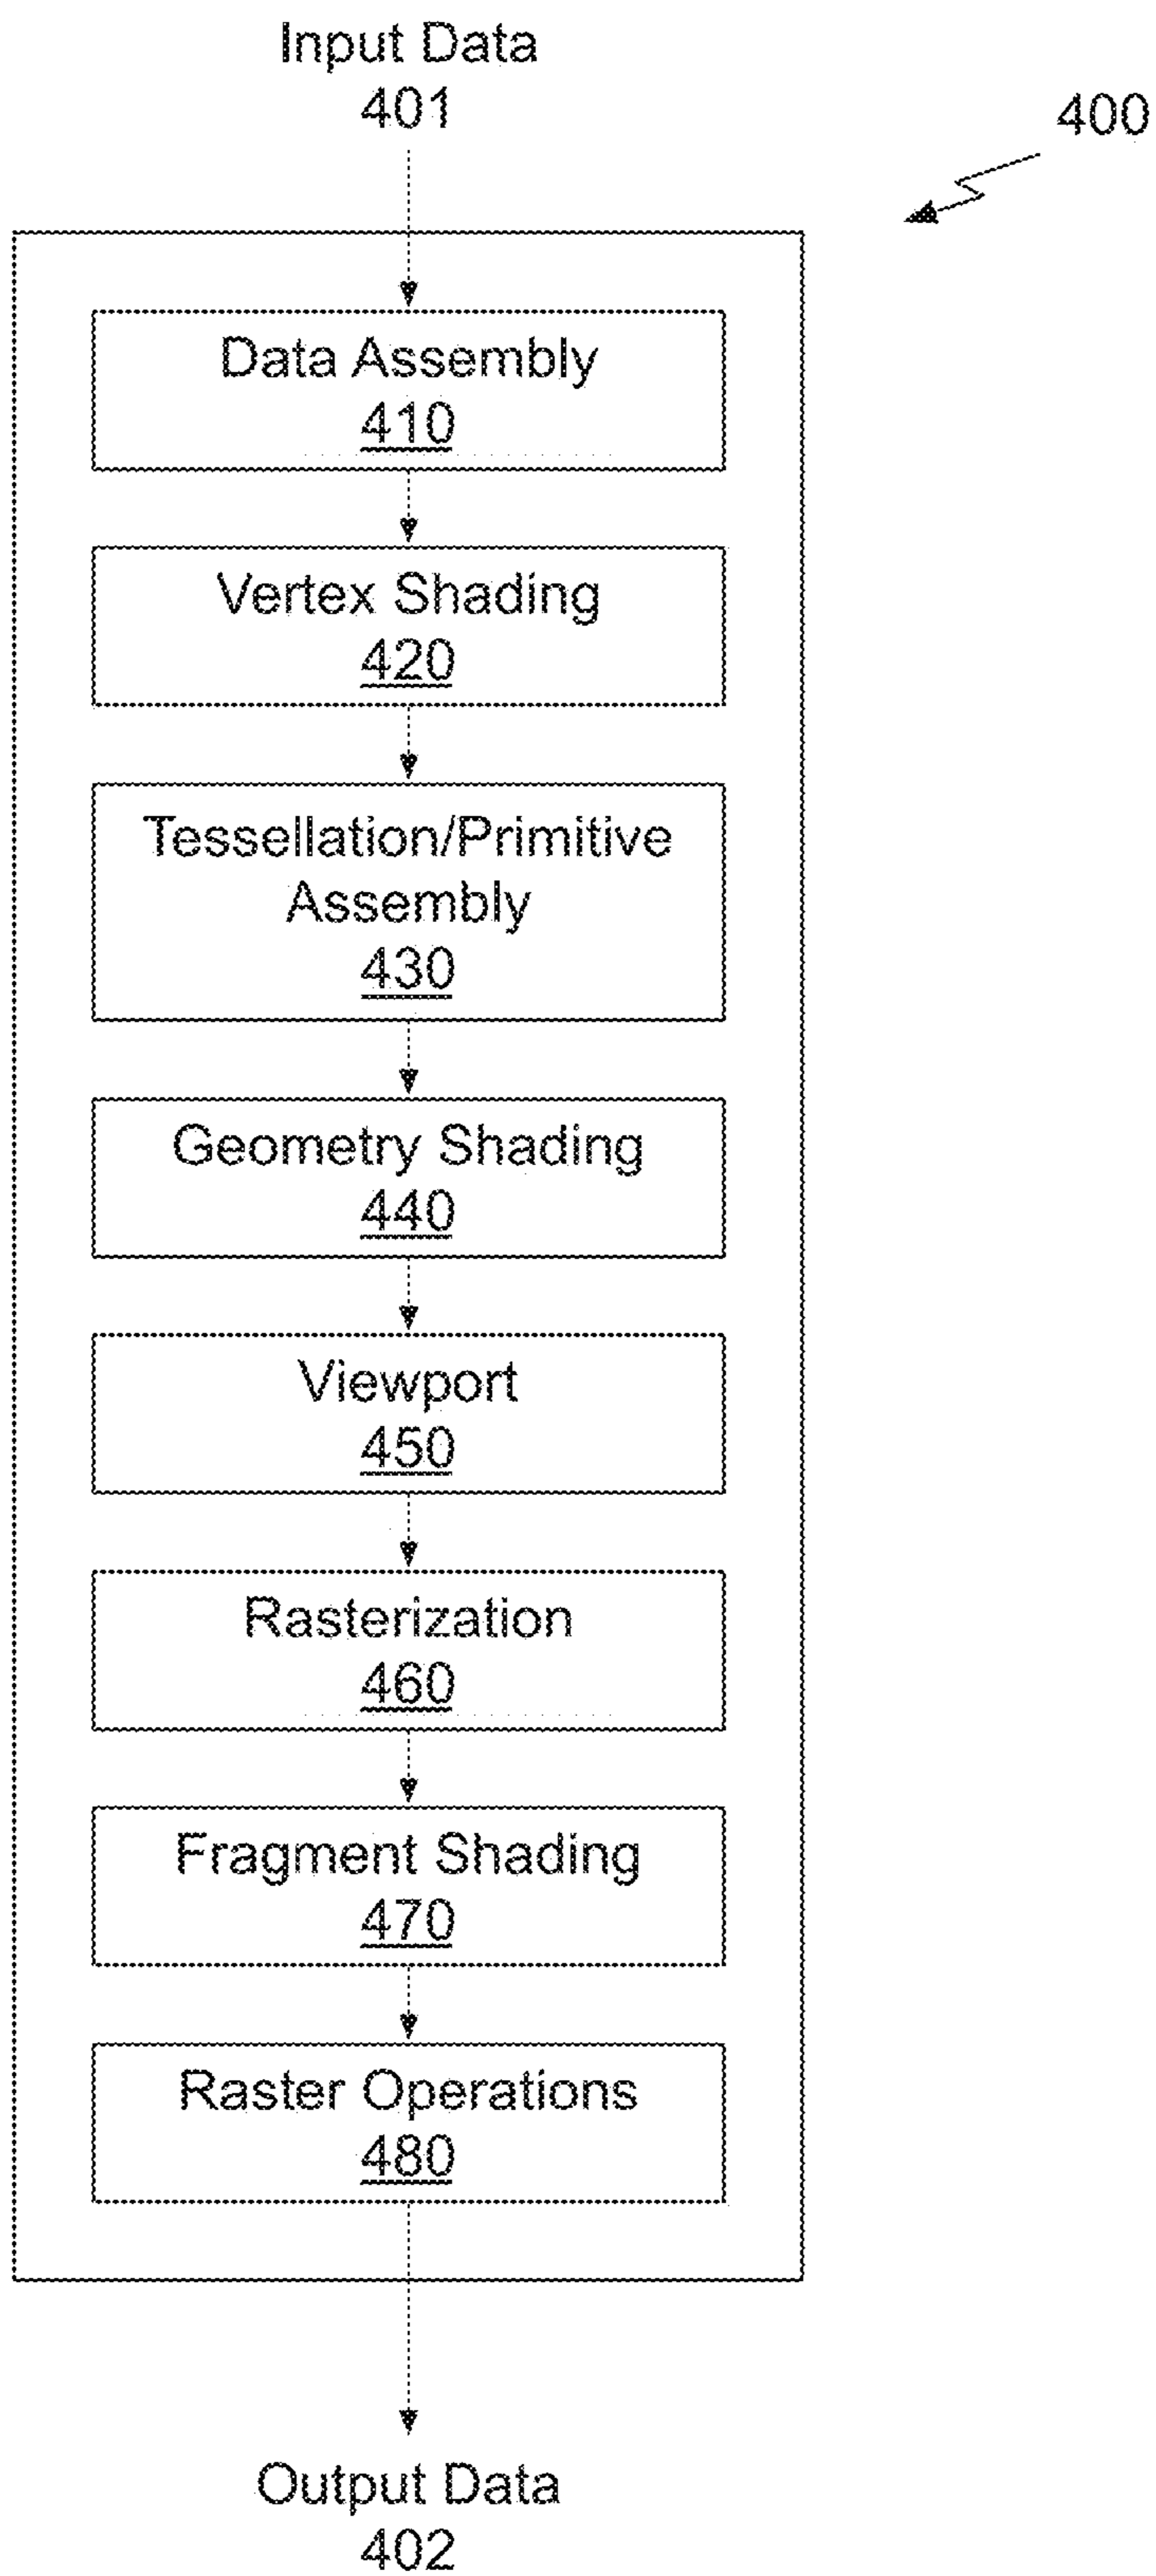 Input Data
401
400
Data Assembly
410
Vertex Shading
420
Tessellation/Primitive
Assembly
430
Geometry Shading
440
Viewport
450
Rasterization
460
Fragment Shading
470
Raster Operations
480
Output Data
402